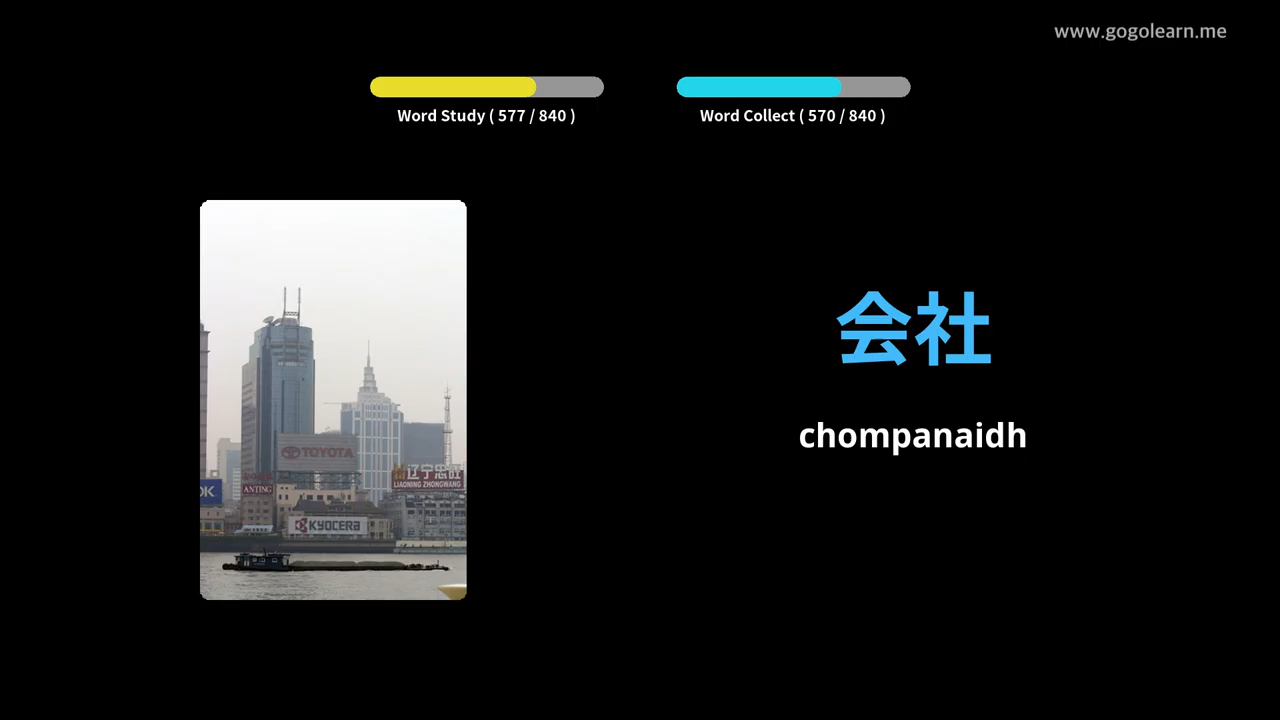 www.gogolearn.me
Word Study ( 577 / 840 )
Word Collect ( 570 / 840 )
会社
chompanaidh
TOYOTA
OK
ANTING
辽宁忠旺
LIAONING ZHONGWANG
KYOCERA